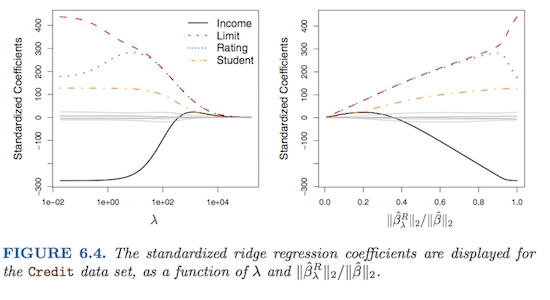 Standardized Coefficients
400
300
200
100
0
-100
-300
Income
Limit
Rating
Student
1e-02
1e+00
1e+02
1e+04
λ
Standardized Coefficients
400
300
200
100
0
-100
-300
0.0
0.2
0.4
0.6
0.8
1.0
‖β̂λᴿ‖₂/‖β̂‖₂
FIGURE 6.4. The standardized ridge regression coefficients are displayed for
the Credit data set, as a function of λ and ‖β̂λᴿ‖₂/‖β̂‖₂.